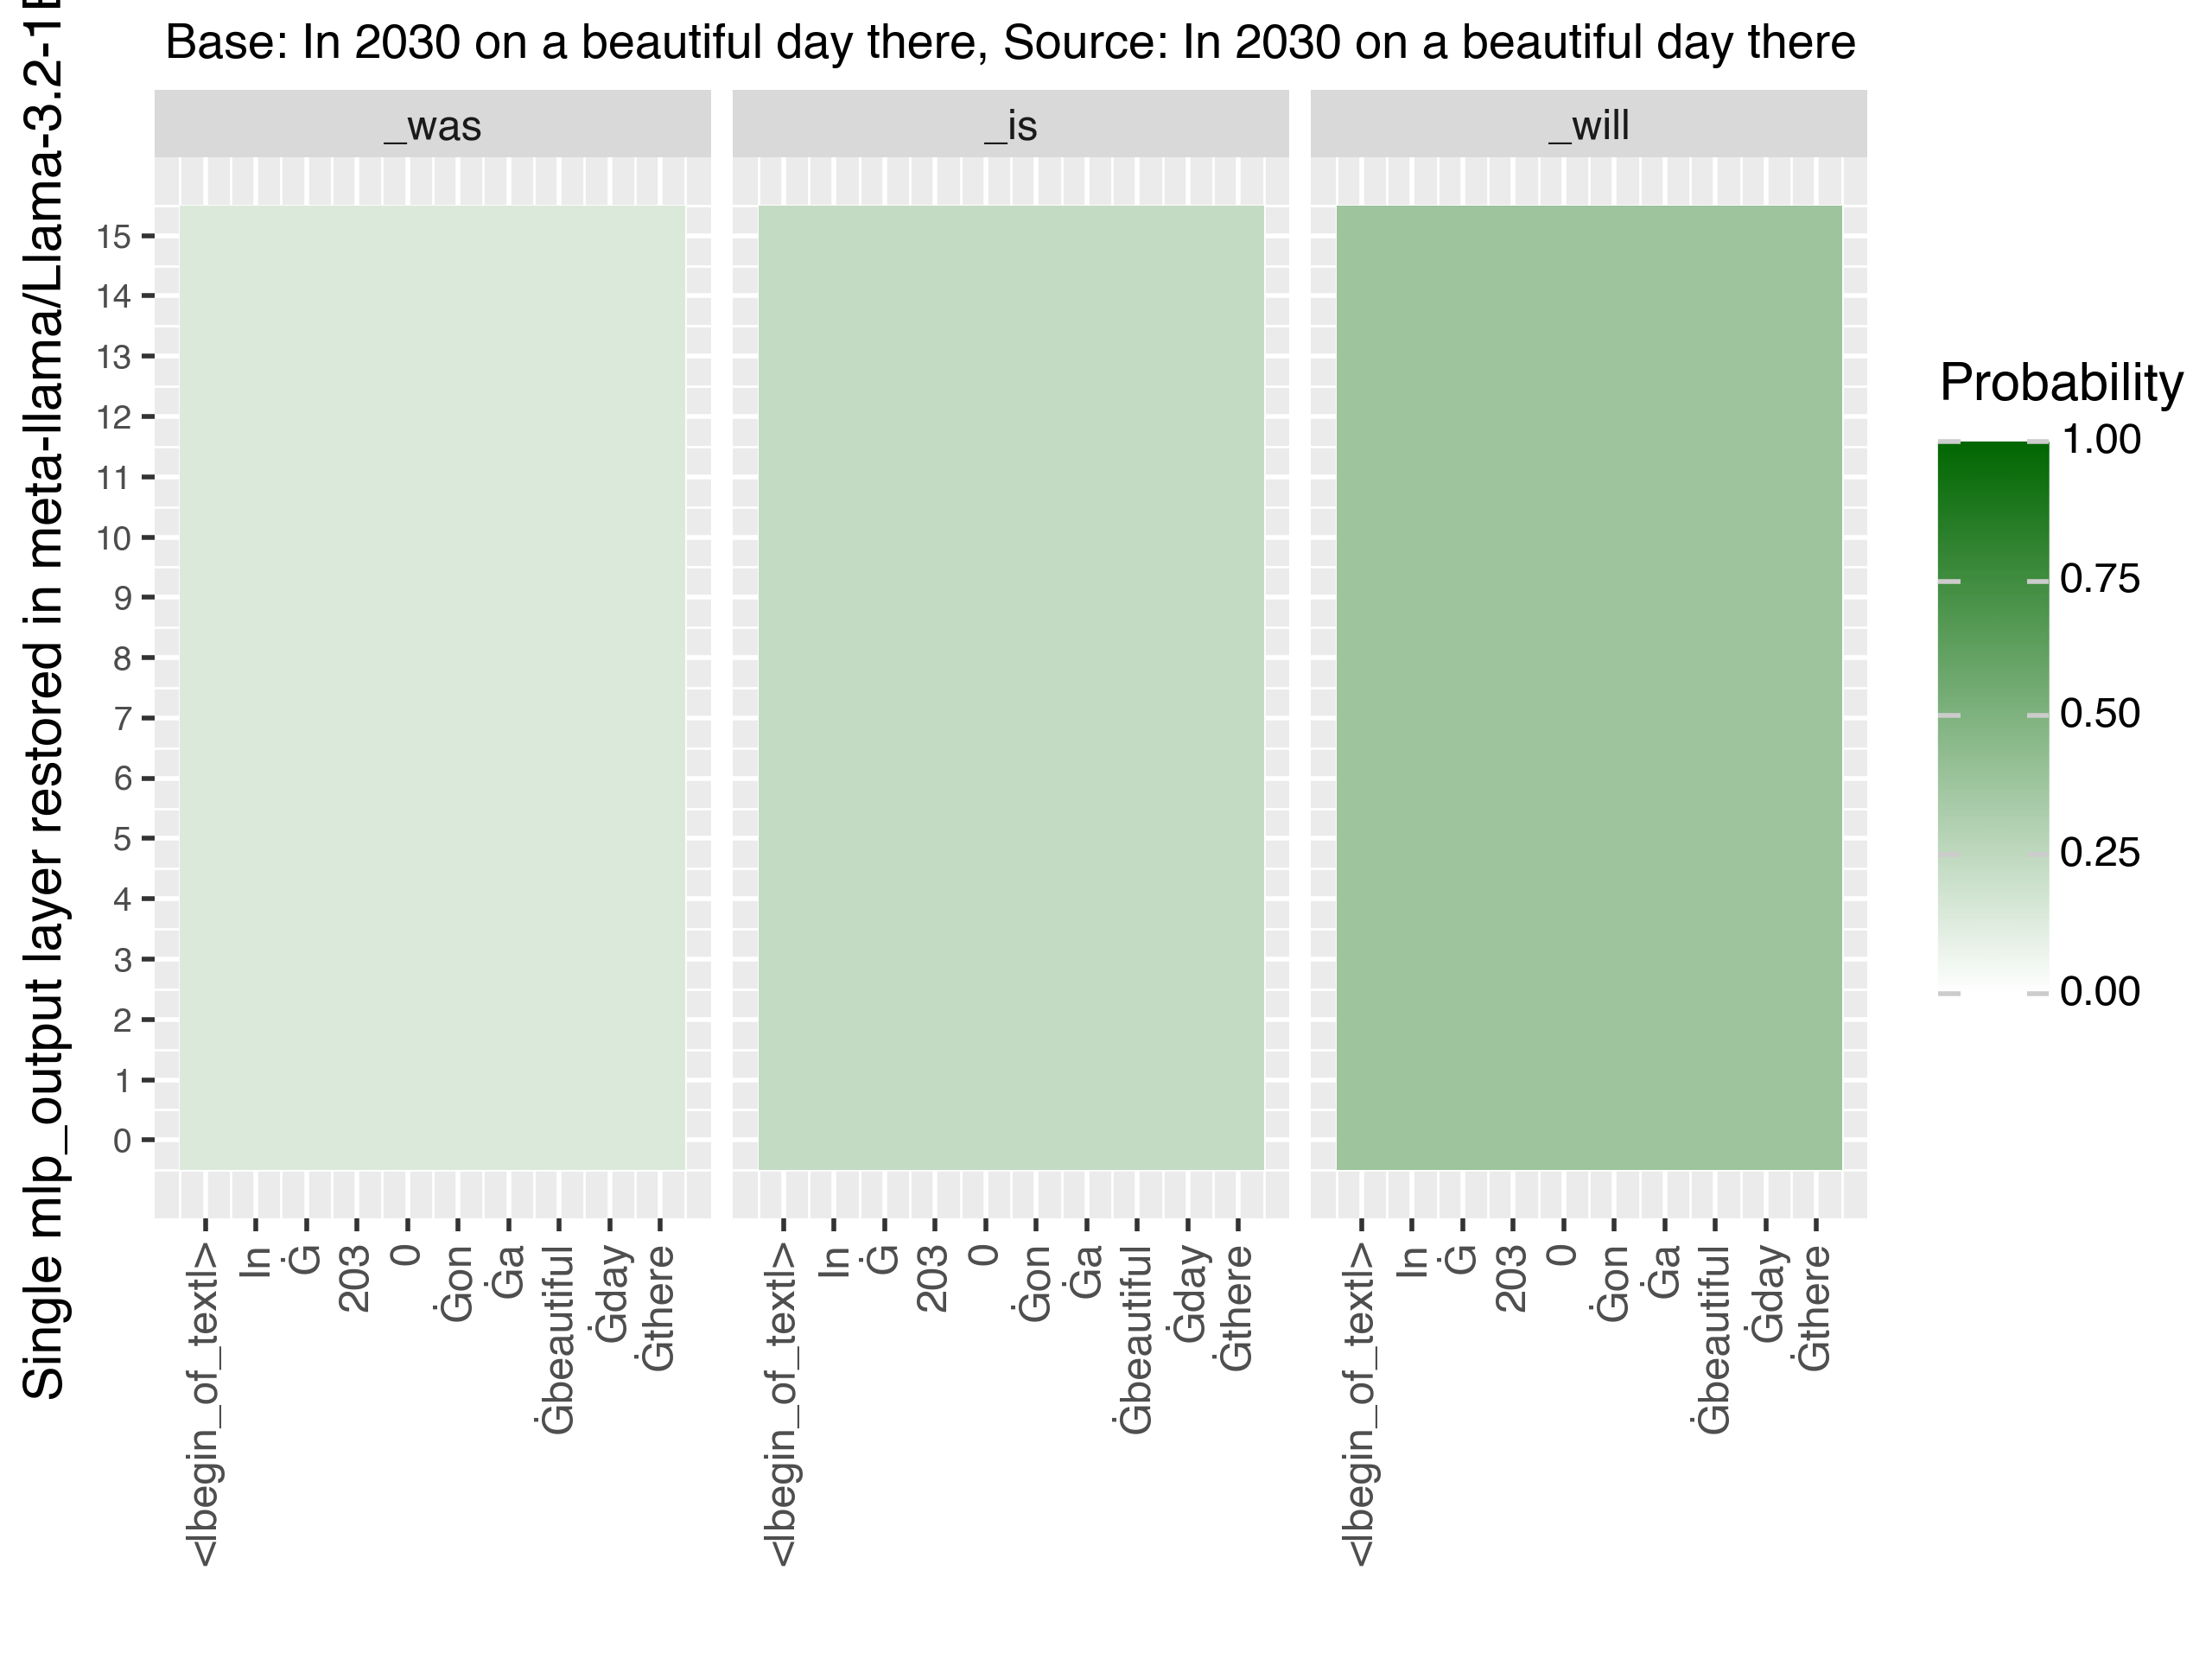 Base: In 2030 on a beautiful day there, Source: In 2030 on a beautiful day there
Single mlp_output layer restored in meta-llama/Llama-3.2-1
_was
_is
_will
15
14
13
12
11
10
9
8
7
6
5
4
3
2
1
0
<|begin_of_text|>
In
Ġ
203
0
Ġon
Ġa
Ġbeautiful
Ġday
Ġthere
<|begin_of_text|>
In
Ġ
203
0
Ġon
Ġa
Ġbeautiful
Ġday
Ġthere
<|begin_of_text|>
In
Ġ
203
0
Ġon
Ġa
Ġbeautiful
Ġday
Ġthere
Probability
1.00
0.75
0.50
0.25
0.00